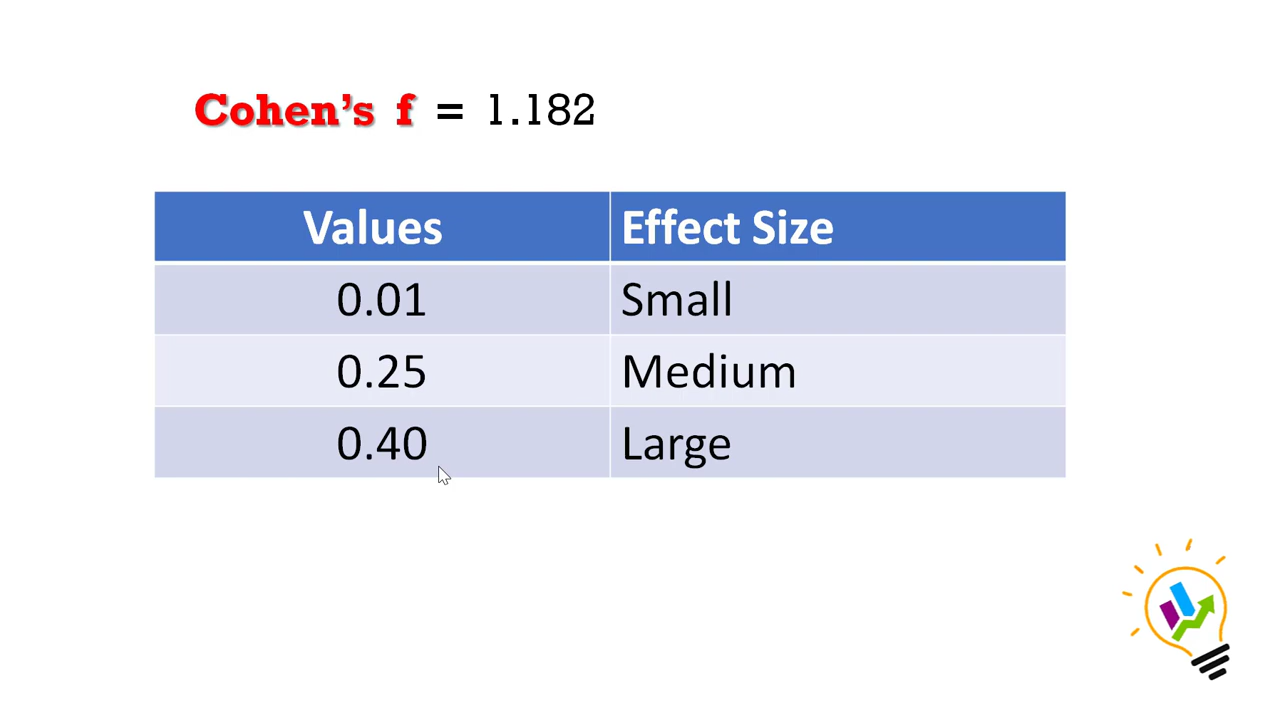 Cohen’s f = 1.182
Values Effect Size
0.01 Small
0.25 Medium
0.40 Large